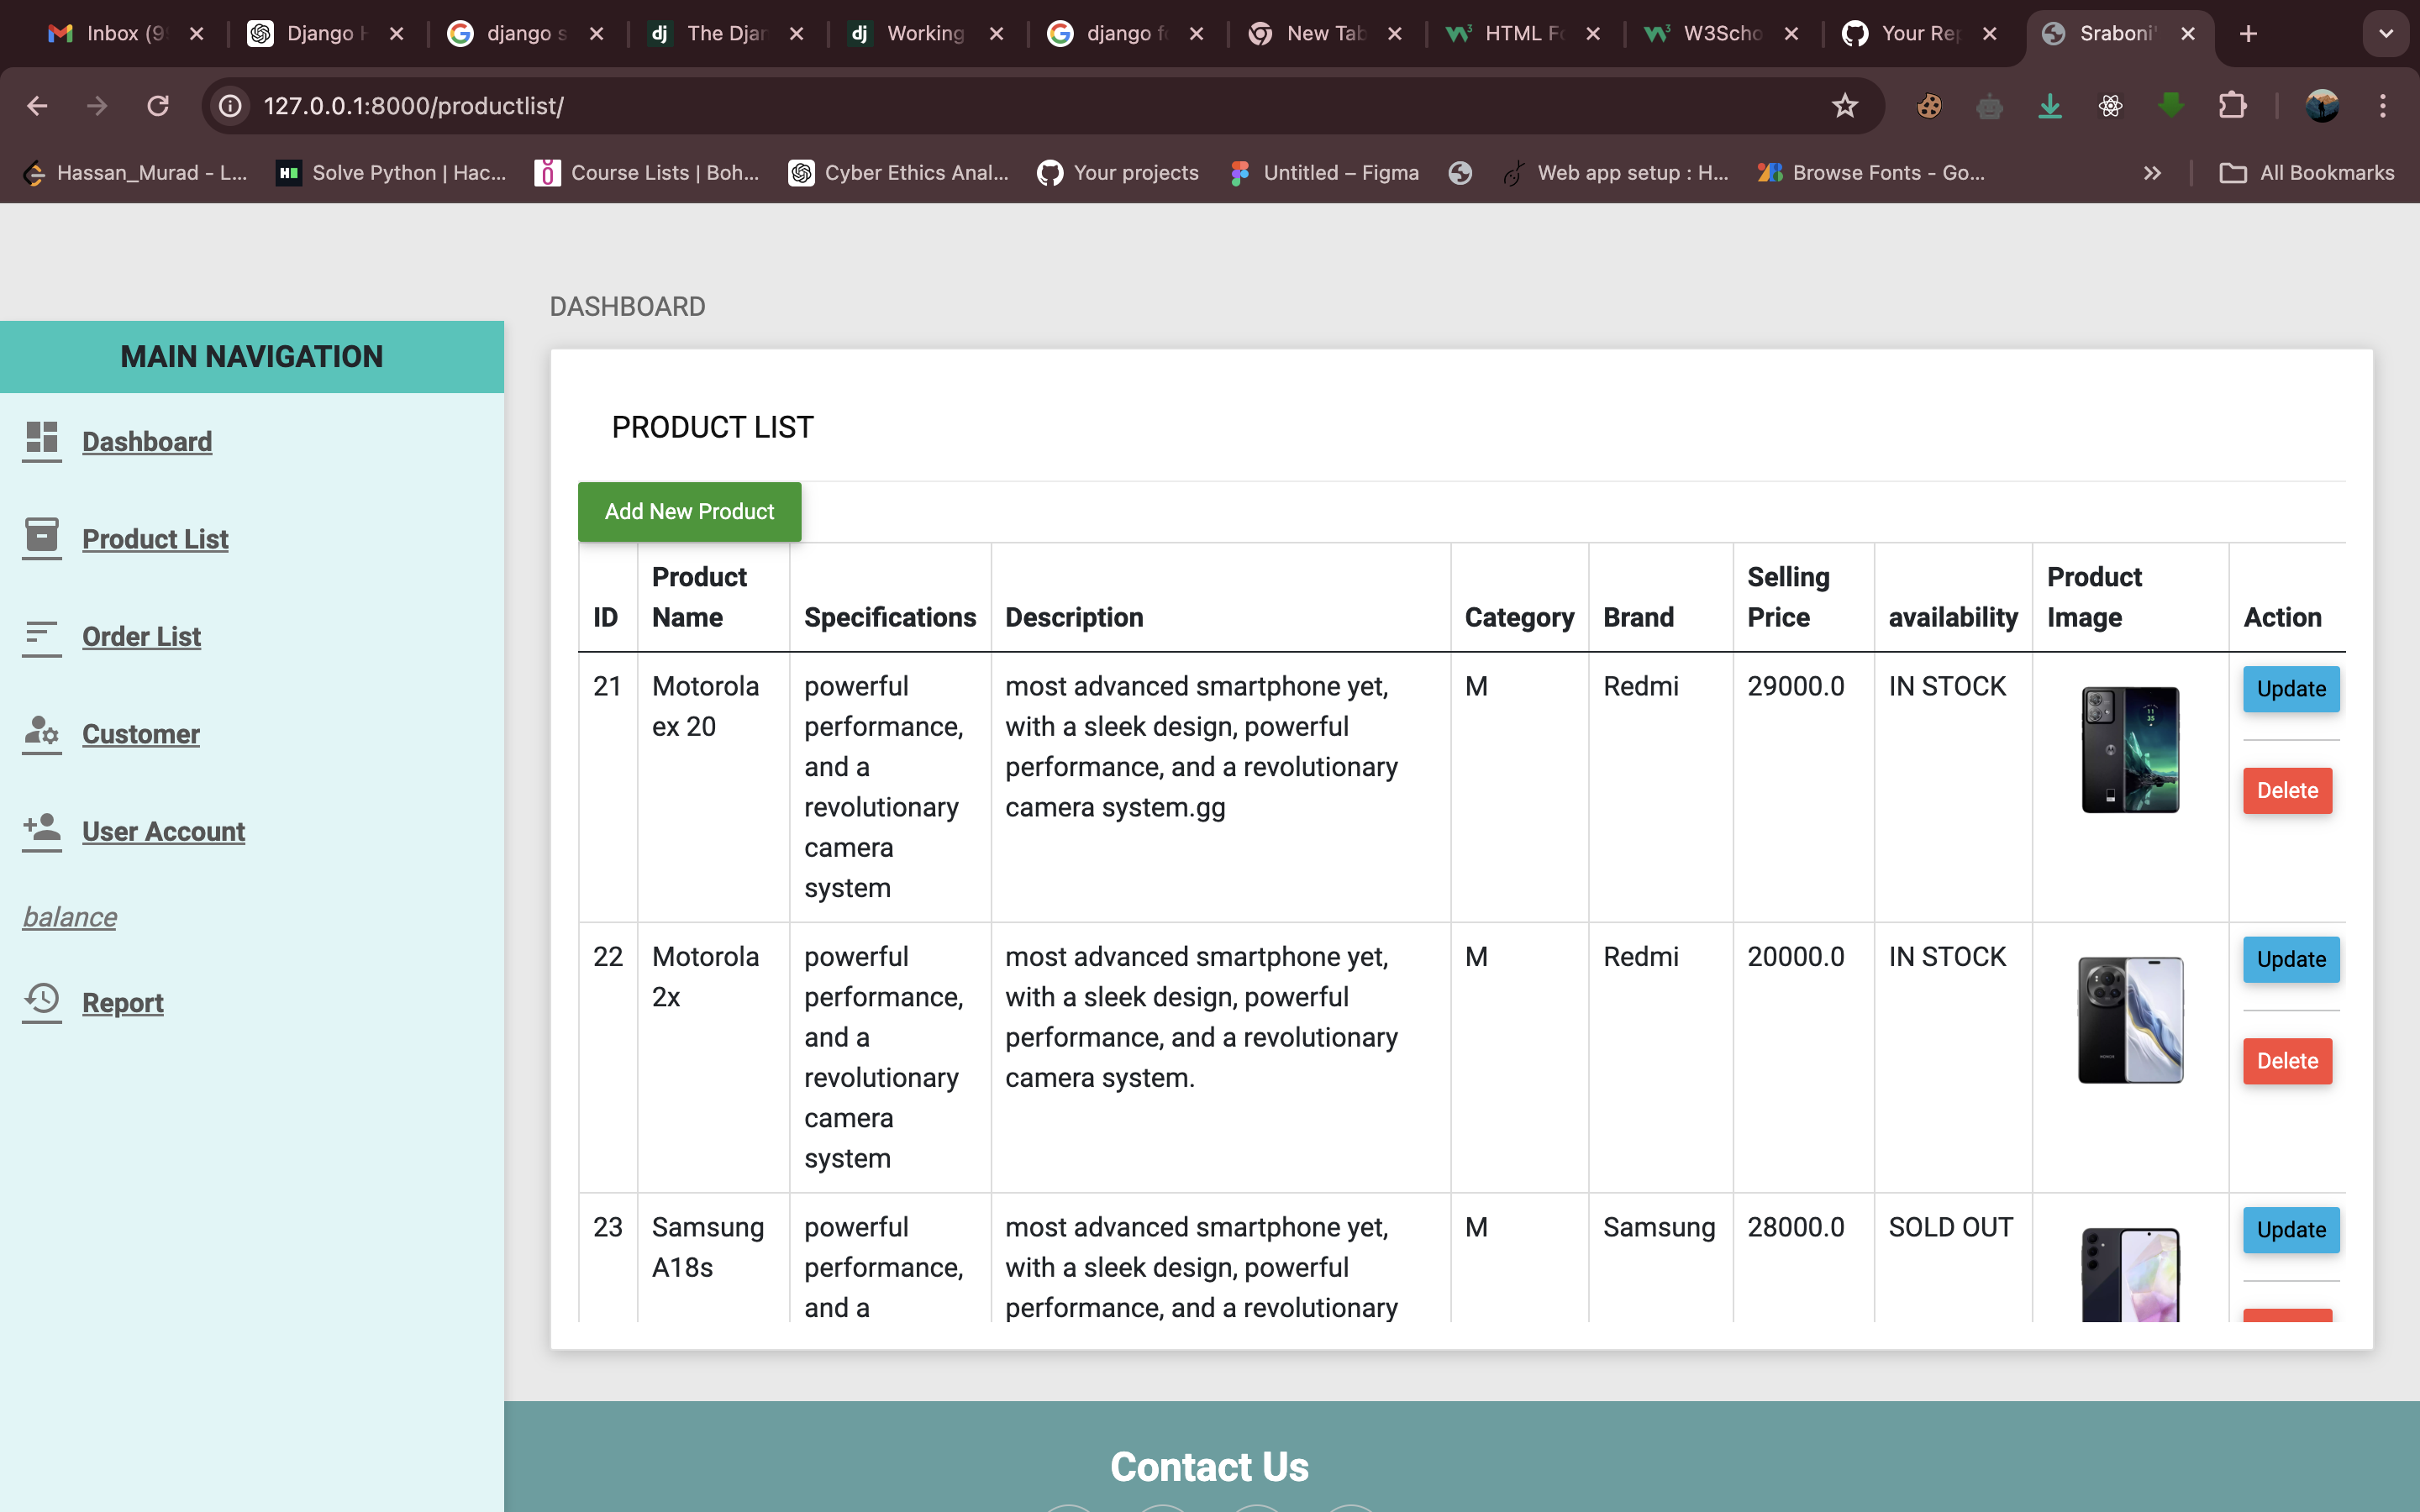 Inbox (9
Django
django s
The Djan
Working
django fo
New Tab
HTML Fo
W3Scho
Your Rep
Sraboni'
127.0.0.1:8000/productlist/
Hassan_Murad - L...
Solve Python | Hac...
Course Lists | Boh...
Cyber Ethics Anal...
Your projects
Untitled – Figma
Web app setup : H...
Browse Fonts - Go...
All Bookmarks
DASHBOARD
MAIN NAVIGATION
Dashboard
Product List
Order List
Customer
User Account
balance
Report
PRODUCT LIST
Add New Product
ID
Product
Name
Specifications
Description
Category
Brand
Selling
Price
availability
Product
Image
Action
21
Motorola
ex 20
powerful
performance,
and a
revolutionary
camera
system
most advanced smartphone yet,
with a sleek design, powerful
performance, and a revolutionary
camera system.gg
M
Redmi
29000.0
IN STOCK
Update
Delete
22
Motorola
2x
powerful
performance,
and a
revolutionary
camera
system
most advanced smartphone yet,
with a sleek design, powerful
performance, and a revolutionary
camera system.
M
Redmi
20000.0
IN STOCK
Update
Delete
23
Samsung
A18s
powerful
performance,
and a
most advanced smartphone yet,
with a sleek design, powerful
performance, and a revolutionary
M
Samsung
28000.0
SOLD OUT
Update
Contact Us